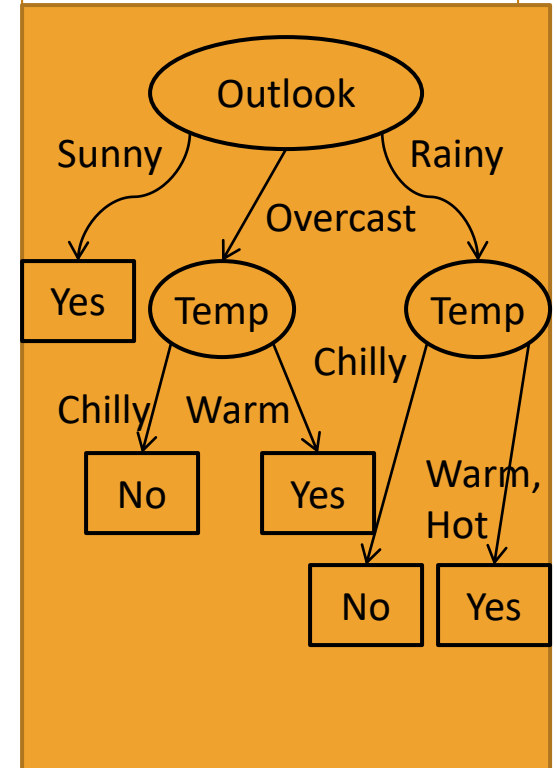 Outlook
Sunny
Rainy
Overcast
Yes
Temp
Temp
Chilly
Chilly
Warm
Warm,
Hot
No
Yes
No
Yes